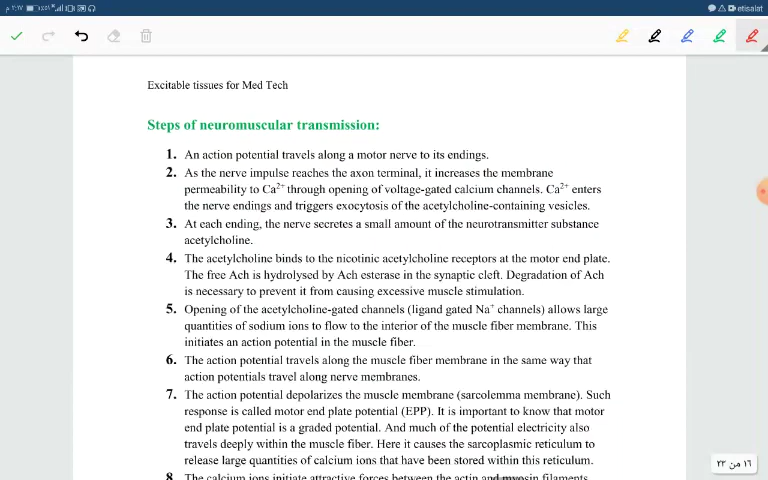 etisalat
Excitable tissues for Med Tech
Steps of neuromuscular transmission:
1. An action potential travels along a motor nerve to its endings.
2. As the nerve impulse reaches the axon terminal, it increases the membrane
permeability to Ca²⁺ through opening of voltage-gated calcium channels. Ca²⁺ enters
the nerve endings and triggers exocytosis of the acetylcholine-containing vesicles.
3. At each ending, the nerve secretes a small amount of the neurotransmitter substance
acetylcholine.
4. The acetylcholine binds to the nicotinic acetylcholine receptors at the motor end plate.
The free Ach is hydrolysed by Ach esterase in the synaptic cleft. Degradation of Ach
is necessary to prevent it from causing excessive muscle stimulation.
5. Opening of the acetylcholine-gated channels (ligand gated Na⁺ channels) allows large
quantities of sodium ions to flow to the interior of the muscle fiber membrane. This
initiates an action potential in the muscle fiber.
6. The action potential travels along the muscle fiber membrane in the same way that
action potentials travel along nerve membranes.
7. The action potential depolarizes the muscle membrane (sarcolemma membrane). Such
response is called motor end plate potential (EPP). It is important to know that motor
end plate potential is a graded potential. And much of the potential electricity also
travels deeply within the muscle fiber. Here it causes the sarcoplasmic reticulum to
release large quantities of calcium ions that have been stored within this reticulum.
8. The calcium ions initiate attractive forces between the actin and myosin filaments,
١٦ من ٢٣